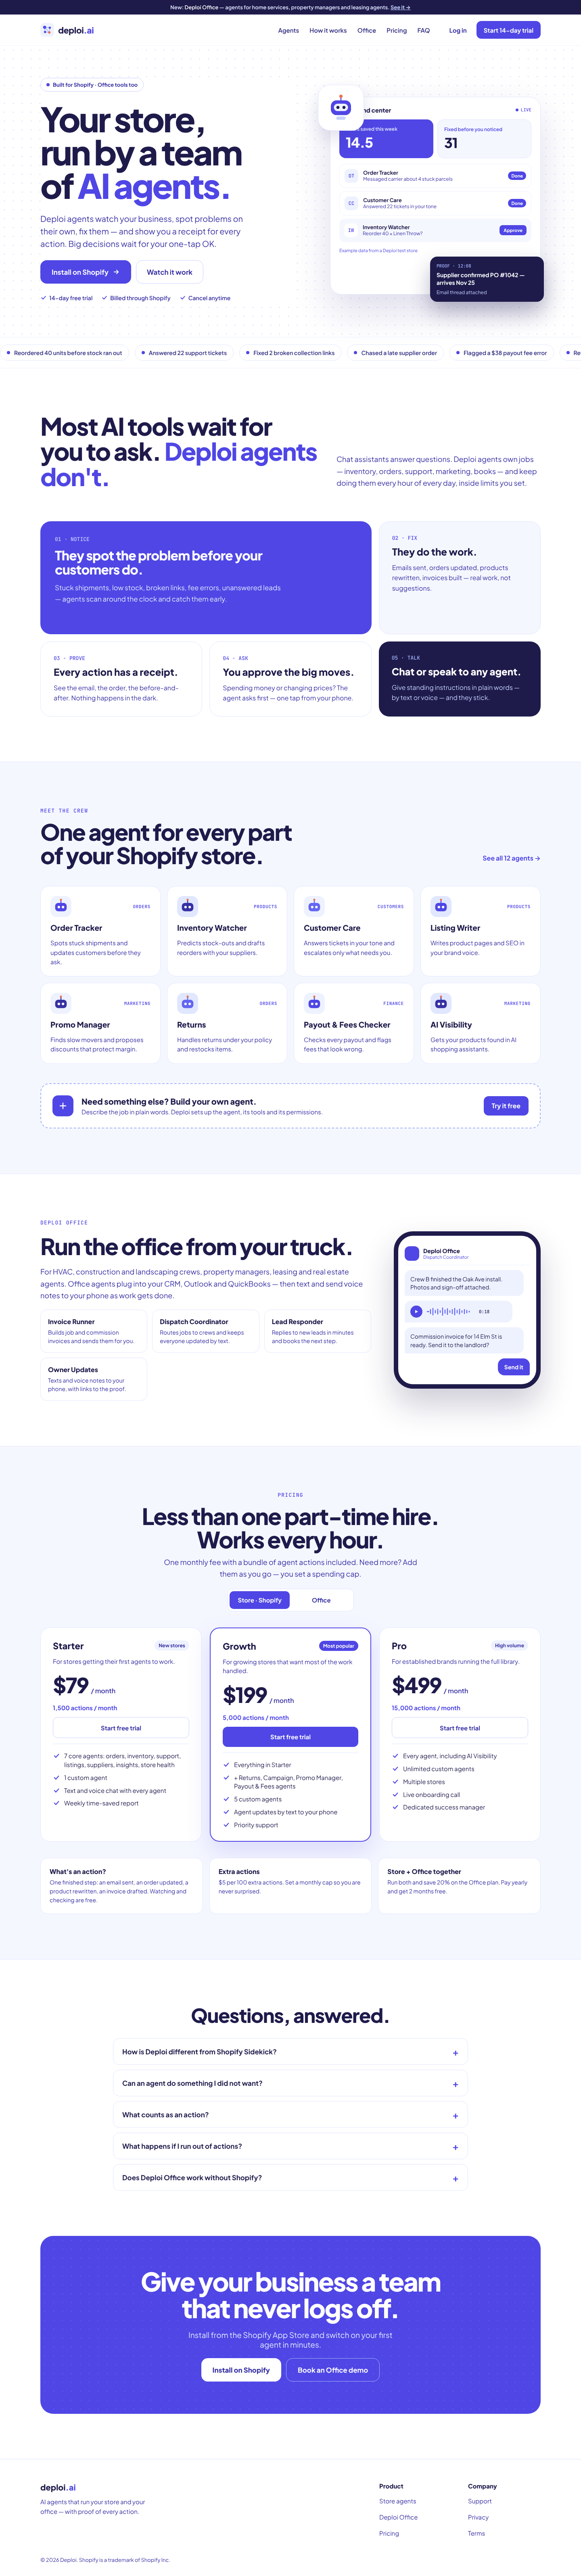 New: Deploi Office — agents for home services, property managers and leasing agents. See it →
deploi.ai
Agents
How it works
Office
Pricing
FAQ
Log in
Start 14-day trial
Built for Shopify · Office tools too
Your store,
run by a team
of AI agents.
Deploi agents watch your business, spot problems on
their own, fix them — and show you a receipt for every
action. Big decisions wait for your one-tap OK.
Install on Shopify →
Watch it work
14-day free trial
Billed through Shopify
Cancel anytime
nd center
LIVE
saved this week
14.5
Fixed before you noticed
31
OT
Order Tracker
Messaged carrier about 4 stuck parcels
Done
CC
Customer Care
Answered 22 tickets in your tone
Done
IW
Inventory Watcher
Reorder 40 × Linen Throw?
Approve
Example data from a Deploi test store
PROOF · 12:08
Supplier confirmed PO #1042 —
arrives Nov 25
Email thread attached
Reordered 40 units before stock ran out
Answered 22 support tickets
Fixed 2 broken collection links
Chased a late supplier order
Flagged a $38 payout fee error
Re
Most AI tools wait for
you to ask. Deploi agents
don't.
Chat assistants answer questions. Deploi agents own jobs
— inventory, orders, support, marketing, books — and keep
doing them every hour of every day, inside limits you set.
01 · NOTICE
They spot the problem before your
customers do.
Stuck shipments, low stock, broken links, fee errors, unanswered leads
— agents scan around the clock and catch them early.
02 · FIX
They do the work.
Emails sent, orders updated, products
rewritten, invoices built — real work, not
suggestions.
03 · PROVE
Every action has a receipt.
See the email, the order, the before-and-
after. Nothing happens in the dark.
04 · ASK
You approve the big moves.
Spending money or changing prices? The
agent asks first — one tap from your phone.
05 · TALK
Chat or speak to any agent.
Give standing instructions in plain words —
by text or voice — and they stick.
MEET THE CREW
One agent for every part
of your Shopify store.
See all 12 agents →
ORDERS
Order Tracker
Spots stuck shipments and
updates customers before they
ask.
PRODUCTS
Inventory Watcher
Predicts stock-outs and drafts
reorders with your suppliers.
CUSTOMERS
Customer Care
Answers tickets in your tone and
escalates only what needs you.
PRODUCTS
Listing Writer
Writes product pages and SEO in
your brand voice.
MARKETING
Promo Manager
Finds slow movers and proposes
discounts that protect margin.
ORDERS
Returns
Handles returns under your policy
and restocks items.
FINANCE
Payout & Fees Checker
Checks every payout and flags
fees that look wrong.
MARKETING
AI Visibility
Gets your products found in AI
shopping assistants.
+
Need something else? Build your own agent.
Describe the job in plain words. Deploi sets up the agent, its tools and its permissions.
Try it free
DEPLOI OFFICE
Run the office from your truck.
For HVAC, construction and landscaping crews, property managers, leasing and real estate
agents. Office agents plug into your CRM, Outlook and QuickBooks — then text and send voice
notes to your phone as work gets done.
Invoice Runner
Builds job and commission
invoices and sends them for you.
Dispatch Coordinator
Routes jobs to crews and keeps
everyone updated by text.
Lead Responder
Replies to new leads in minutes
and books the next step.
Owner Updates
Texts and voice notes to your
phone, with links to the proof.
Deploi Office
Dispatch Coordinator
Crew B finished the Oak Ave install.
Photos and sign-off attached.
0:18
Commission invoice for 14 Elm St is
ready. Send it to the landlord?
Send it
PRICING
Less than one part-time hire.
Works every hour.
One monthly fee with a bundle of agent actions included. Need more? Add
them as you go — you set a spending cap.
Store · Shopify
Office
Starter
New stores
For stores getting their first agents to work.
$79 / month
1,500 actions / month
Start free trial
7 core agents: orders, inventory, support,
listings, suppliers, insights, store health
1 custom agent
Text and voice chat with every agent
Weekly time-saved report
Growth
Most popular
For growing stores that want most of the work
handled.
$199 / month
5,000 actions / month
Start free trial
Everything in Starter
+ Returns, Campaign, Promo Manager,
Payout & Fees agents
5 custom agents
Agent updates by text to your phone
Priority support
Pro
High volume
For established brands running the full library.
$499 / month
15,000 actions / month
Start free trial
Every agent, including AI Visibility
Unlimited custom agents
Multiple stores
Live onboarding call
Dedicated success manager
What's an action?
One finished step: an email sent, an order updated, a
product rewritten, an invoice drafted. Watching and
checking are free.
Extra actions
$5 per 100 extra actions. Set a monthly cap so you are
never surprised.
Store + Office together
Run both and save 20% on the Office plan. Pay yearly
and get 2 months free.
Questions, answered.
How is Deploi different from Shopify Sidekick?
+
Can an agent do something I did not want?
+
What counts as an action?
+
What happens if I run out of actions?
+
Does Deploi Office work without Shopify?
+
Give your business a team
that never logs off.
Install from the Shopify App Store and switch on your first
agent in minutes.
Install on Shopify
Book an Office demo
deploi.ai
AI agents that run your store and your
office — with proof of every action.
Product
Store agents
Deploi Office
Pricing
Company
Support
Privacy
Terms
© 2026 Deploi. Shopify is a trademark of Shopify Inc.